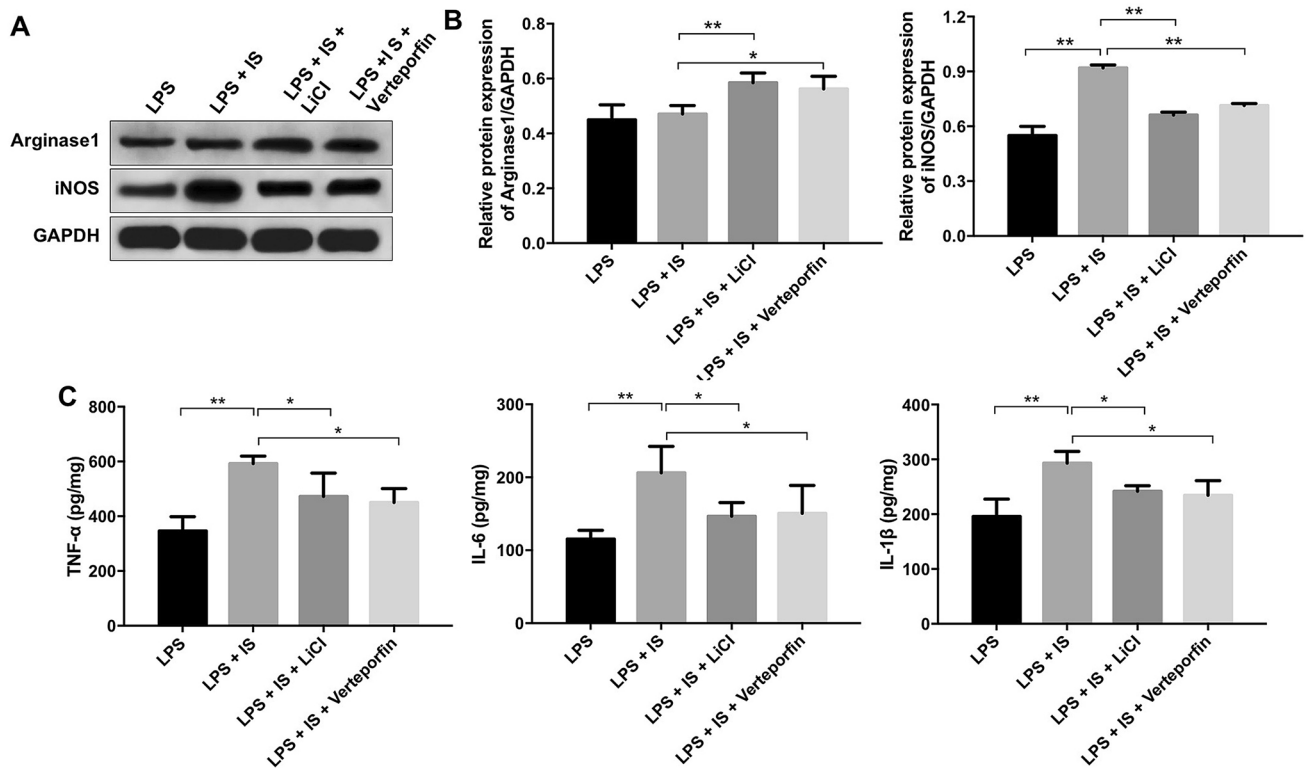 A
LPS
LPS + IS
LPS + IS +
LiCl
LPS +I S +
Verteporfin
Arginase1
iNOS
GAPDH
B
Relative protein expression
of Arginase1/GAPDH
0.8
0.6
0.4
0.2
0.0
**
*
LPS
LPS + IS
LPS + IS + LiCl
LPS + IS + Verteporfin
Relative protein expression
of iNOS/GAPDH
1.2
0.9
0.6
0.3
0.0
**
**
**
LPS
LPS + IS
LPS + IS + LiCl
LPS + IS + Verteporfin
C
TNF-α (pg/mg)
800
600
400
200
0
**
*
*
LPS
LPS + IS
LPS + IS + LiCl
LPS + IS + Verteporfin
IL-6 (pg/mg)
300
200
100
0
**
*
*
LPS
LPS + IS
LPS + IS + LiCl
LPS + IS + Verteporfin
IL-1β (pg/mg)
400
300
200
100
0
**
*
*
LPS
LPS + IS
LPS + IS + LiCl
LPS + IS + Verteporfin